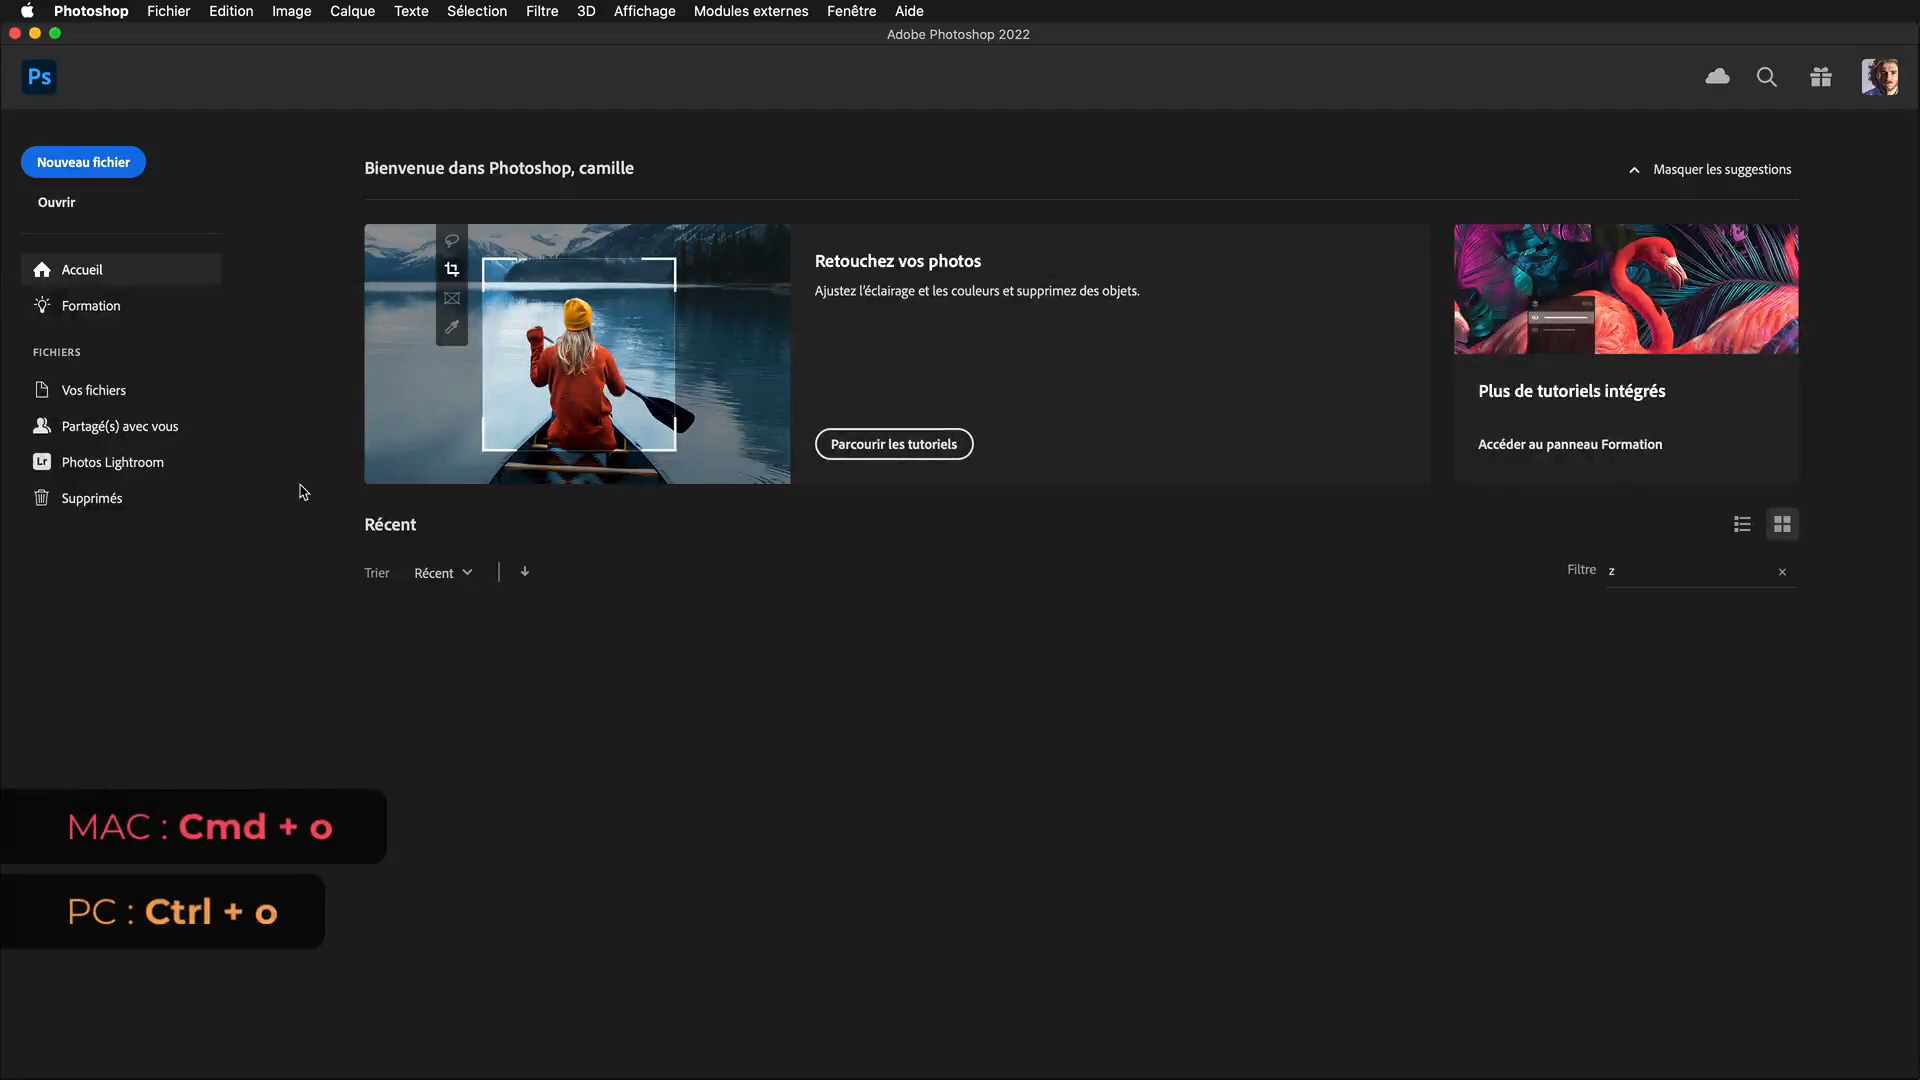 Photoshop Fichier Edition Image Calque Texte Sélection Filtre 3D Affichage Modules externes Fenêtre Aide
Adobe Photoshop 2022
Ps
Nouveau fichier
Ouvrir
Accueil
Formation
FICHIERS
Vos fichiers
Partagé(s) avec vous
Lr Photos Lightroom
Supprimés
Bienvenue dans Photoshop, camille
Masquer les suggestions
Retouchez vos photos
Ajustez l'éclairage et les couleurs et supprimez des objets.
Parcourir les tutoriels
Plus de tutoriels intégrés
Accéder au panneau Formation
Récent
Trier Récent
Filtre z
MAC : Cmd + o
PC : Ctrl + o